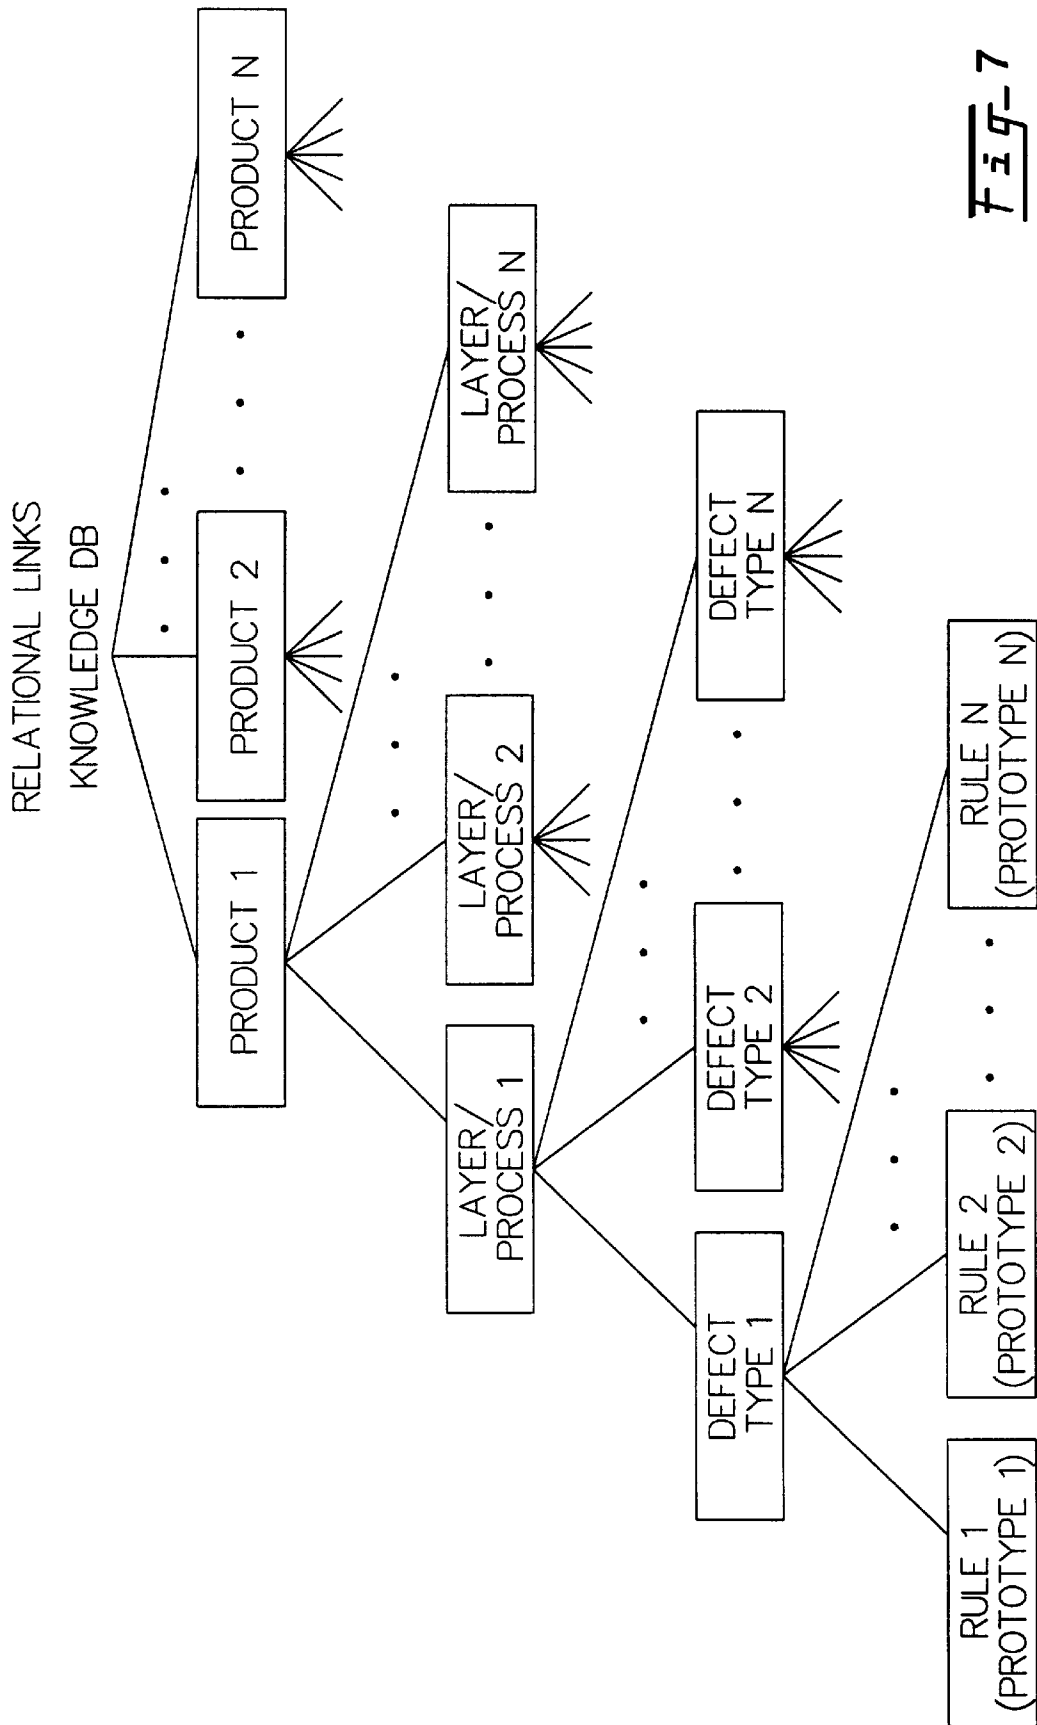 RELATIONAL LINKS
KNOWLEDGE DB
PRODUCT 1
PRODUCT 2
PRODUCT N
LAYER/
PROCESS 1
LAYER/
PROCESS 2
LAYER/
PROCESS N
DEFECT
TYPE 1
DEFECT
TYPE 2
DEFECT
TYPE N
RULE 1
(PROTOTYPE 1)
RULE 2
(PROTOTYPE 2)
RULE N
(PROTOTYPE N)
Fig-7